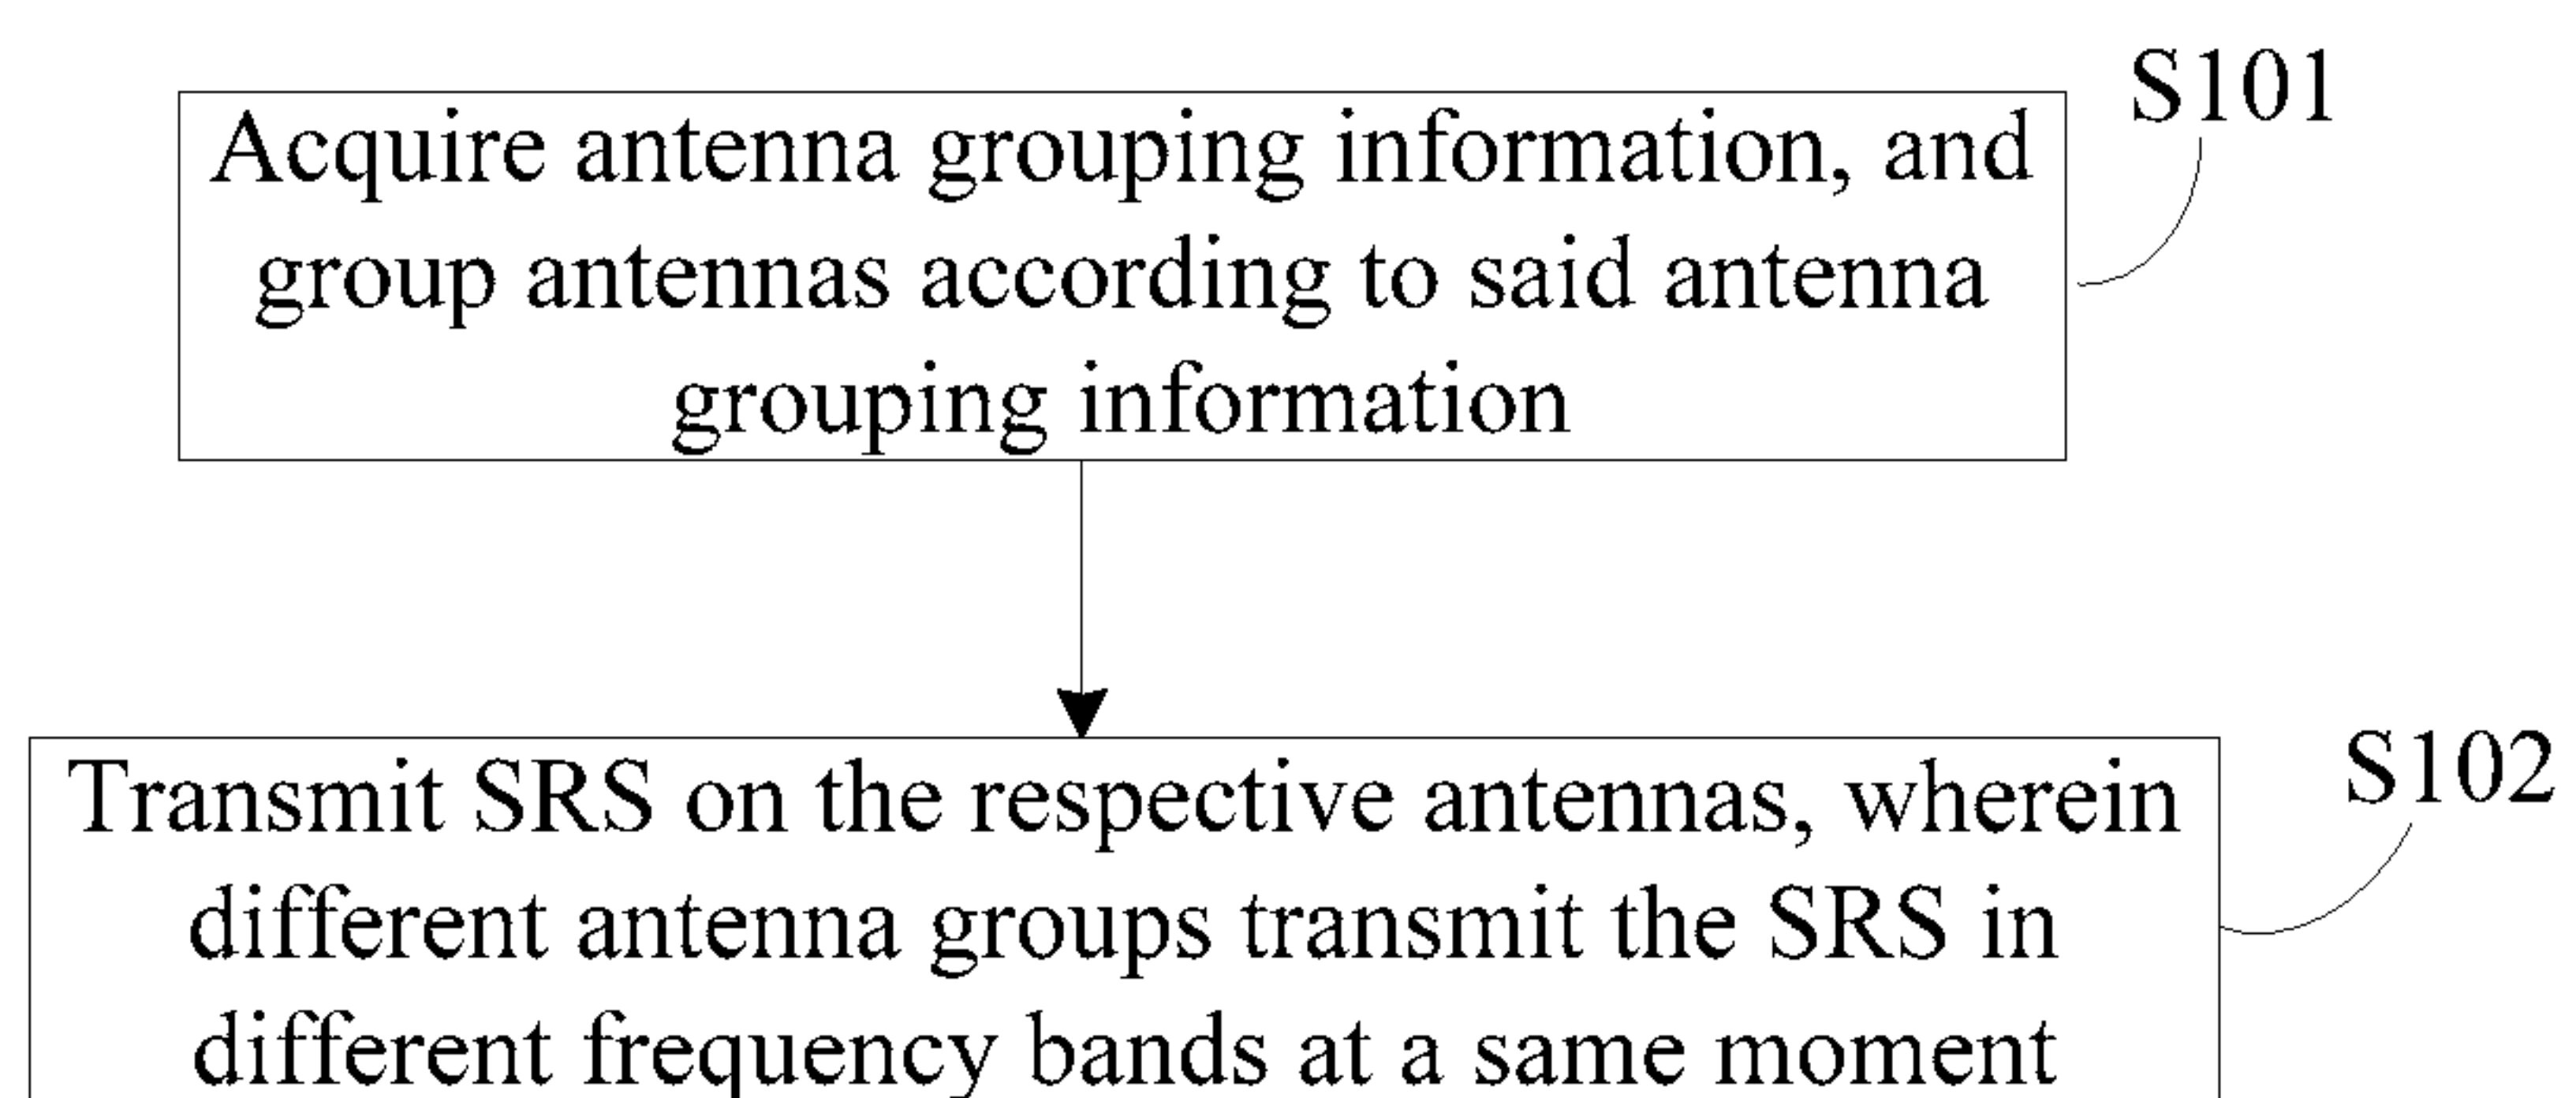 S101
Acquire antenna grouping information, and
group antennas according to said antenna
grouping information
S102
Transmit SRS on the respective antennas, wherein
different antenna groups transmit the SRS in
different frequency bands at a same moment